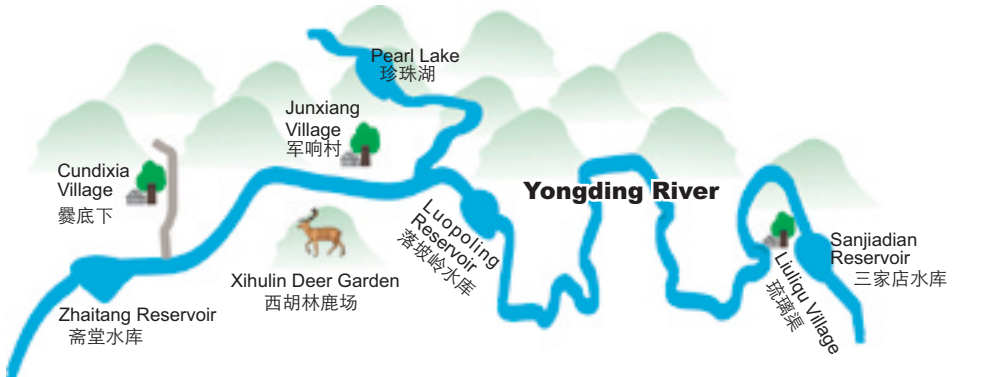 Pearl Lake
珍珠湖
Junxiang
Village
军响村
Cundixia
Village
爨底下
Yongding River
Luopoling
Reservoir
落坡岭水库
Xihulin Deer Garden
西胡林鹿场
Zhaitang Reservoir
斋堂水库
Liuliqu Village
琉璃渠
Sanjiadian
Reservoir
三家店水库